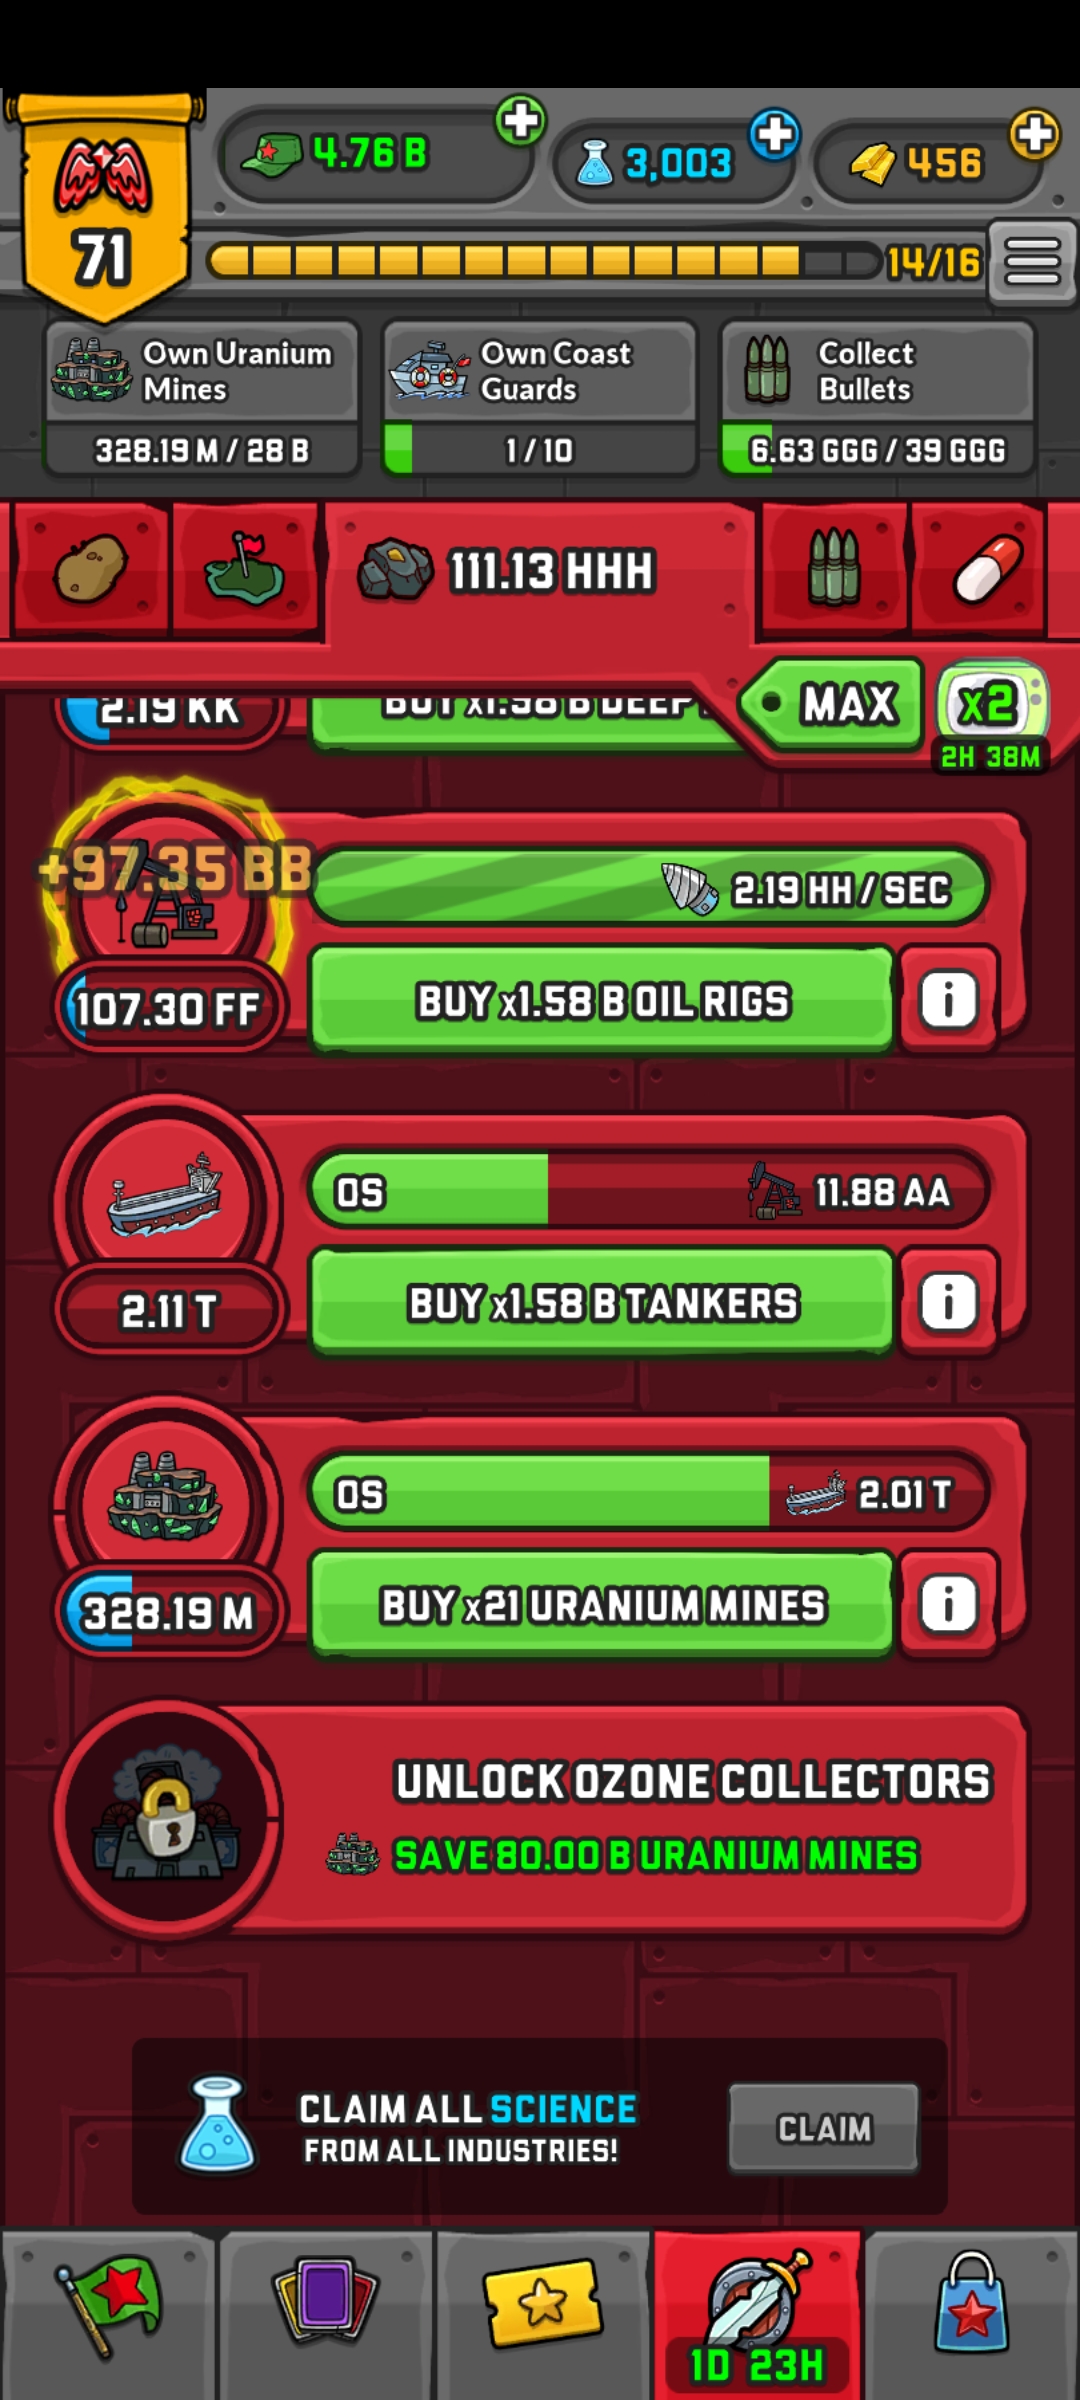 71
4.76 B
3,003
456
14/16
Own Uranium Mines
328.19 M / 28 B
Own Coast Guards
1 / 10
Collect Bullets
6.63 GGG / 39 GGG
111.13 HHH
MAX
x2
2H 38M
2.19 KK
BUY x1.58 B DEEP
+97.35 BB
2.19 HH / SEC
107.30 FF
BUY x1.58 B OIL RIGS
i
0S
11.88 AA
2.11 T
BUY x1.58 B TANKERS
i
0S
2.01 T
328.19 M
BUY x21 URANIUM MINES
i
UNLOCK OZONE COLLECTORS
SAVE 80.00 B URANIUM MINES
CLAIM ALL SCIENCE
FROM ALL INDUSTRIES!
CLAIM
1D 23H